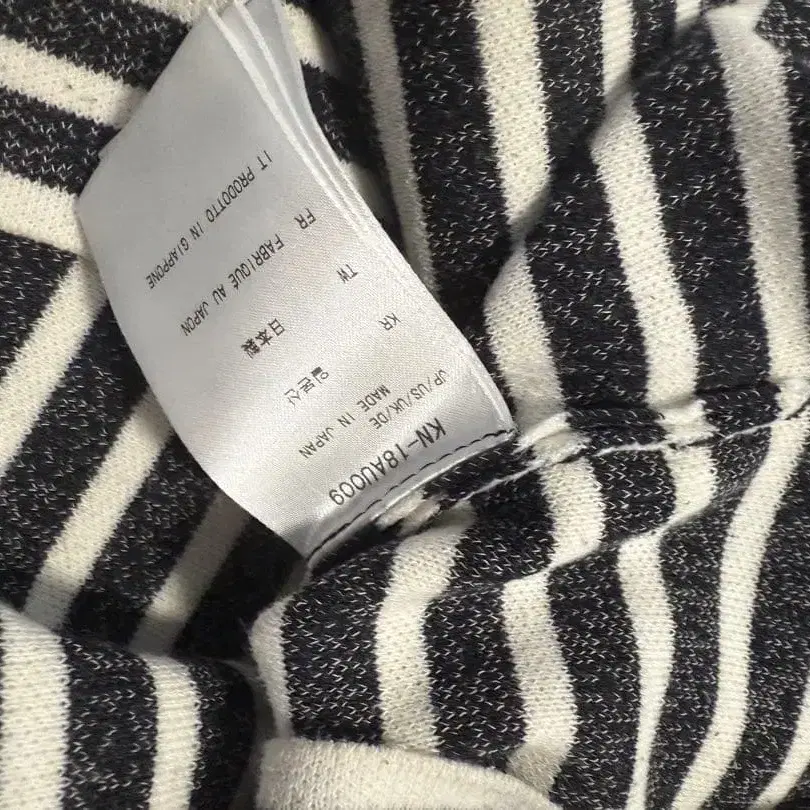 KN-18AU009
JP/US/UK/DE
MADE IN JAPAN
KR
일본산
TW
日本製
FR
FABRIQUÉ AU JAPON
IT PRODOTTO IN GIAPPONE